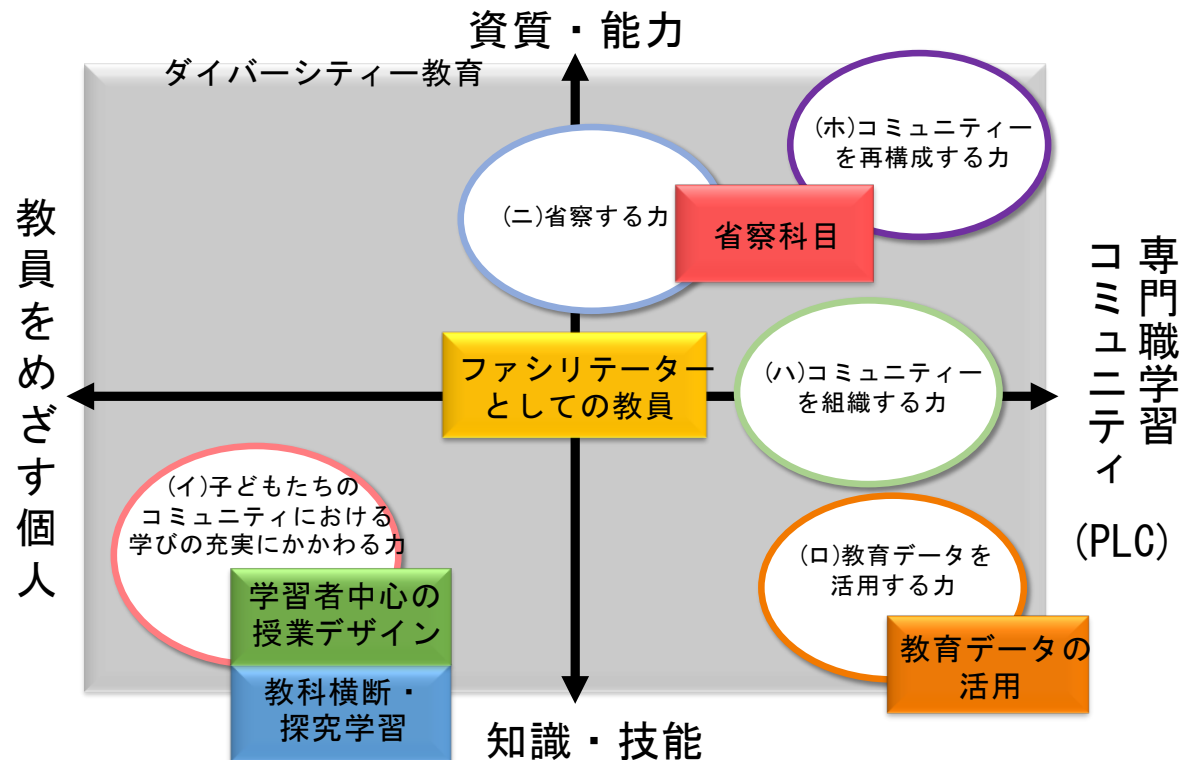 資質・能力
ダイバーシティー教育
(ホ)コミュニティー
を再構成する力
(ニ)省察する力
省察科目
教員をめざす個人
専門職学習
コミュニティ
(PLC)
ファシリテーター
としての教員
(ハ)コミュニティー
を組織する力
(イ)子どもたちの
コミュニティにおける
学びの充実にかかわる力
(ロ)教育データを
活用する力
学習者中心の
授業デザイン
教育データの
活用
教科横断・
探究学習
知識・技能